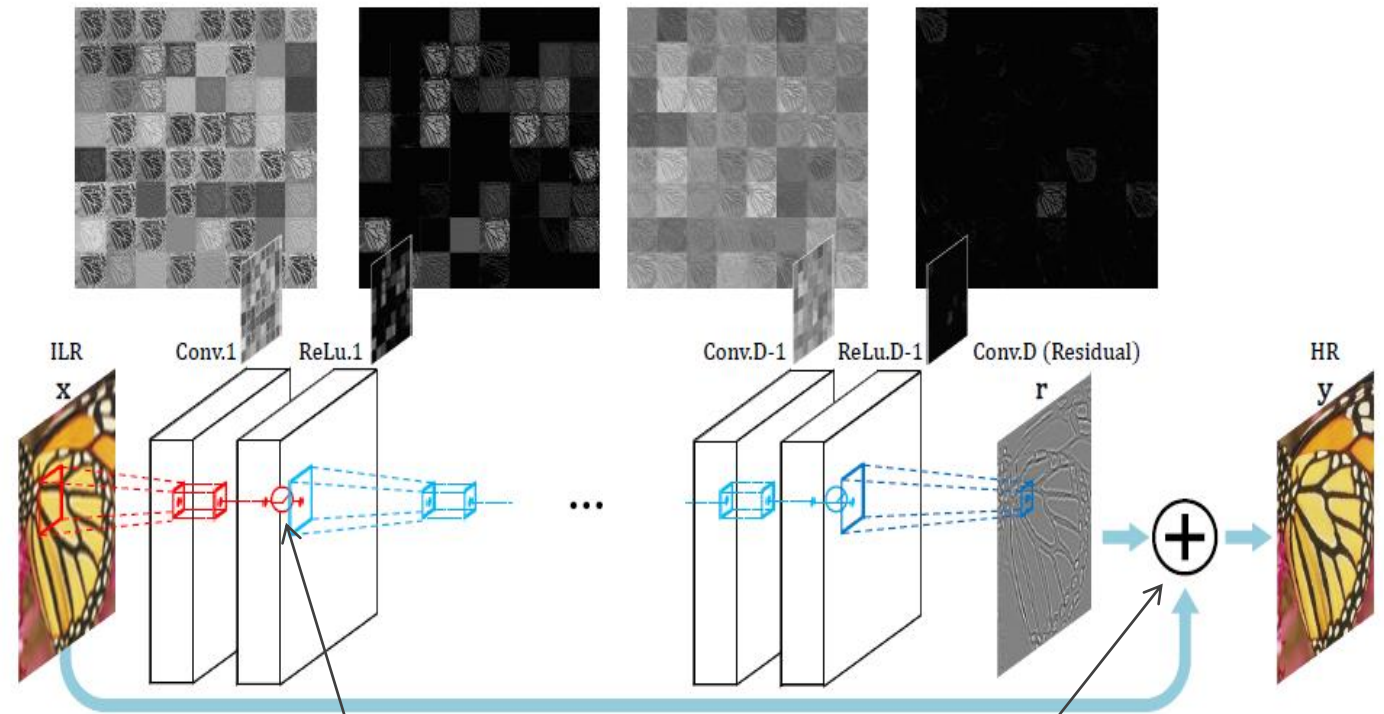 ILR
x
Conv.1
ReLu.1
...
Conv.D-1
ReLu.D-1
Conv.D (Residual)
r
HR
y